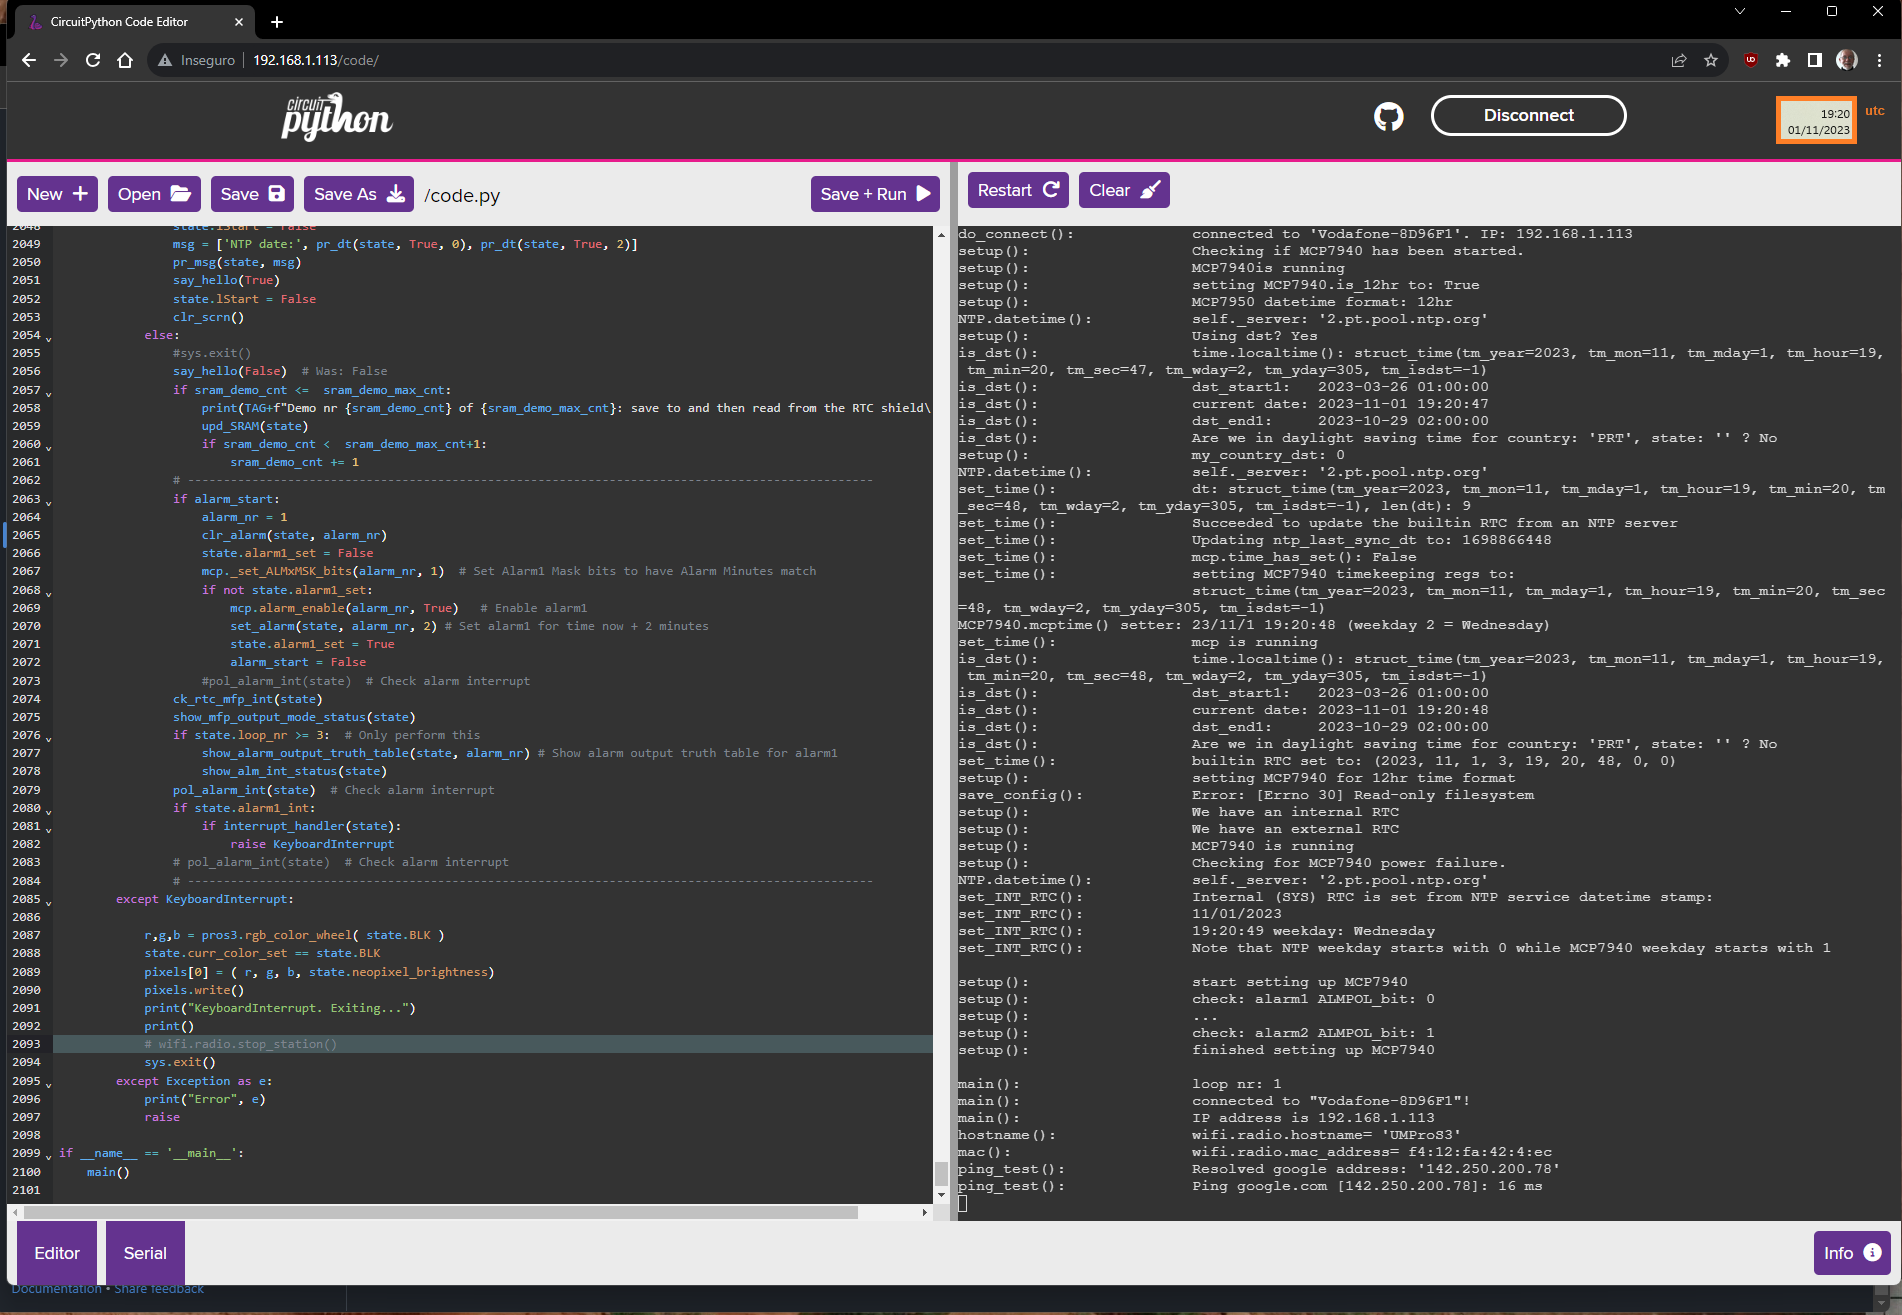 CircuitPython Code Editor
Inseguro 192.168.1.113/code/
circuit
python
Disconnect
19:20
01/11/2023
utc
New
Open
Save
Save As
/code.py
Save + Run
Restart
Clear
2048 state.lStart = False
2049 msg = ['NTP date:', pr_dt(state, True, 0), pr_dt(state, True, 2)]
2050 pr_msg(state, msg)
2051 say_hello(True)
2052 state.lStart = False
2053 clr_scrn()
2054 else:
2055 #sys.exit()
2056 say_hello(False)  # Was: False
2057 if sram_demo_cnt <=  sram_demo_max_cnt:
2058 print(TAG+f"Demo nr {sram_demo_cnt} of {sram_demo_max_cnt}: save to and then read from the RTC shield\
2059 upd_SRAM(state)
2060 if sram_demo_cnt <  sram_demo_max_cnt+1:
2061 sram_demo_cnt += 1
2062 # ------------------------------------------------------------------------------------------------
2063 if alarm_start:
2064 alarm_nr = 1
2065 clr_alarm(state, alarm_nr)
2066 state.alarm1_set = False
2067 mcp._set_ALMxMSK_bits(alarm_nr, 1)  # Set Alarm1 Mask bits to have Alarm Minutes match
2068 if not state.alarm1_set:
2069 mcp.alarm_enable(alarm_nr, True)   # Enable alarm1
2070 set_alarm(state, alarm_nr, 2) # Set alarm1 for time now + 2 minutes
2071 state.alarm1_set = True
2072 alarm_start = False
2073 #pol_alarm_int(state)  # Check alarm interrupt
2074 ck_rtc_mfp_int(state)
2075 show_mfp_output_mode_status(state)
2076 if state.loop_nr >= 3:  # Only perform this
2077 show_alarm_output_truth_table(state, alarm_nr) # Show alarm output truth table for alarm1
2078 show_alm_int_status(state)
2079 pol_alarm_int(state)  # Check alarm interrupt
2080 if state.alarm1_int:
2081 if interrupt_handler(state):
2082 raise KeyboardInterrupt
2083 # pol_alarm_int(state)  # Check alarm interrupt
2084 # ------------------------------------------------------------------------------------------------
2085 except KeyboardInterrupt:
2086
2087 r,g,b = pros3.rgb_color_wheel( state.BLK )
2088 state.curr_color_set == state.BLK
2089 pixels[0] = ( r, g, b, state.neopixel_brightness)
2090 pixels.write()
2091 print("KeyboardInterrupt. Exiting...")
2092 print()
2093 # wifi.radio.stop_station()
2094 sys.exit()
2095 except Exception as e:
2096 print("Error", e)
2097 raise
2098
2099 if __name__ == '__main__':
2100 main()
2101
do_connect(): connected to 'Vodafone-8D96F1'. IP: 192.168.1.113
setup(): Checking if MCP7940 has been started.
setup(): MCP7940is running
setup(): setting MCP7940.is_12hr to: True
setup(): MCP7950 datetime format: 12hr
NTP.datetime(): self._server: '2.pt.pool.ntp.org'
setup(): Using dst? Yes
is_dst(): time.localtime(): struct_time(tm_year=2023, tm_mon=11, tm_mday=1, tm_hour=19,
tm_min=20, tm_sec=47, tm_wday=2, tm_yday=305, tm_isdst=-1)
is_dst(): dst_start1:   2023-03-26 01:00:00
is_dst(): current date: 2023-11-01 19:20:47
is_dst(): dst_end1:     2023-10-29 02:00:00
is_dst(): Are we in daylight saving time for country: 'PRT', state: '' ? No
setup(): my_country_dst: 0
NTP.datetime(): self._server: '2.pt.pool.ntp.org'
set_time(): dt: struct_time(tm_year=2023, tm_mon=11, tm_mday=1, tm_hour=19, tm_min=20, tm
_sec=48, tm_wday=2, tm_yday=305, tm_isdst=-1), len(dt): 9
set_time(): Succeeded to update the builtin RTC from an NTP server
set_time(): Updating ntp_last_sync_dt to: 1698866448
set_time(): mcp.time_has_set(): False
set_time(): setting MCP7940 timekeeping regs to:
struct_time(tm_year=2023, tm_mon=11, tm_mday=1, tm_hour=19, tm_min=20, tm_sec
=48, tm_wday=2, tm_yday=305, tm_isdst=-1)
MCP7940.mcptime() setter: 23/11/1 19:20:48 (weekday 2 = Wednesday)
set_time(): mcp is running
is_dst(): time.localtime(): struct_time(tm_year=2023, tm_mon=11, tm_mday=1, tm_hour=19,
tm_min=20, tm_sec=48, tm_wday=2, tm_yday=305, tm_isdst=-1)
is_dst(): dst_start1:   2023-03-26 01:00:00
is_dst(): current date: 2023-11-01 19:20:48
is_dst(): dst_end1:     2023-10-29 02:00:00
is_dst(): Are we in daylight saving time for country: 'PRT', state: '' ? No
set_time(): builtin RTC set to: (2023, 11, 1, 3, 19, 20, 48, 0, 0)
setup(): setting MCP7940 for 12hr time format
save_config(): Error: [Errno 30] Read-only filesystem
setup(): We have an internal RTC
setup(): We have an external RTC
setup(): MCP7940 is running
setup(): Checking for MCP7940 power failure.
NTP.datetime(): self._server: '2.pt.pool.ntp.org'
set_INT_RTC(): Internal (SYS) RTC is set from NTP service datetime stamp:
set_INT_RTC(): 11/01/2023
set_INT_RTC(): 19:20:49 weekday: Wednesday
set_INT_RTC(): Note that NTP weekday starts with 0 while MCP7940 weekday starts with 1
setup(): start setting up MCP7940
setup(): check: alarm1 ALMPOL_bit: 0
setup(): ...
setup(): check: alarm2 ALMPOL_bit: 1
setup(): finished setting up MCP7940
main(): loop nr: 1
main(): connected to "Vodafone-8D96F1"!
main(): IP address is 192.168.1.113
hostname(): wifi.radio.hostname= 'UMProS3'
mac(): wifi.radio.mac_address= f4:12:fa:42:4:ec
ping_test(): Resolved google address: '142.250.200.78'
ping_test(): Ping google.com [142.250.200.78]: 16 ms
Editor
Serial
Info
Documentation • Share feedback